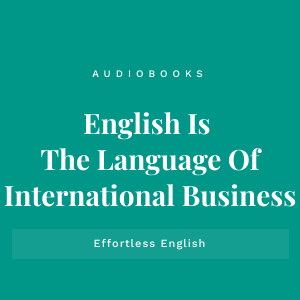 AUDIOBOOKS
English Is
The Language Of
International Business
Effortless English